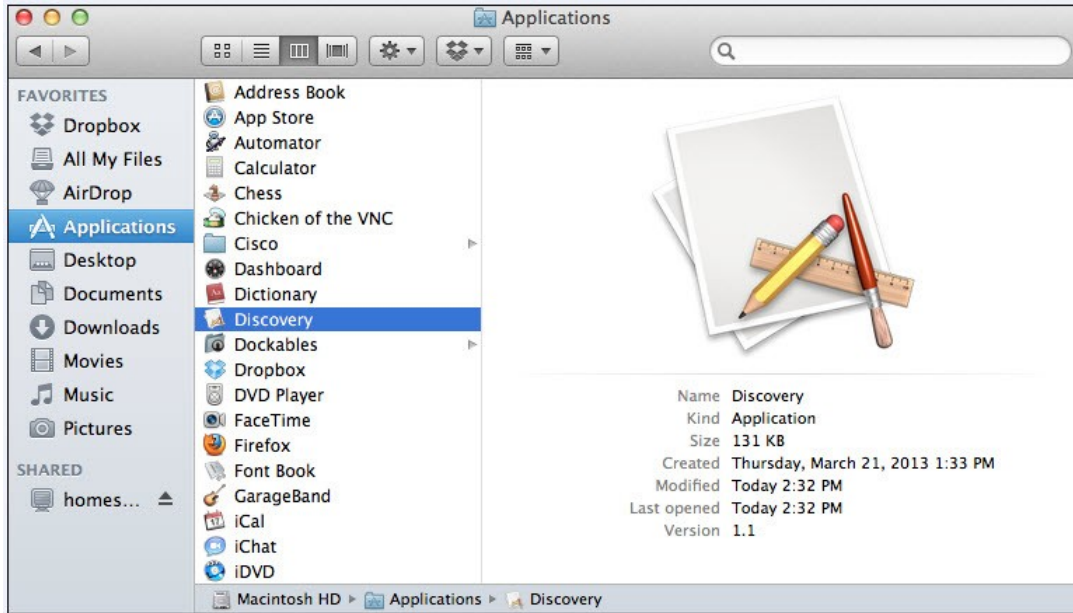 Applications
FAVORITES
Dropbox
All My Files
AirDrop
Applications
Desktop
Documents
Downloads
Movies
Music
Pictures
SHARED
homes...
Address Book
App Store
Automator
Calculator
Chess
Chicken of the VNC
Cisco
Dashboard
Dictionary
Discovery
Dockables
Dropbox
DVD Player
FaceTime
Firefox
Font Book
GarageBand
iCal
iChat
iDVD
Name Discovery
Kind Application
Size 131 KB
Created Thursday, March 21, 2013 1:33 PM
Modified Today 2:32 PM
Last opened Today 2:32 PM
Version 1.1
Macintosh HD ▸ Applications ▸ Discovery